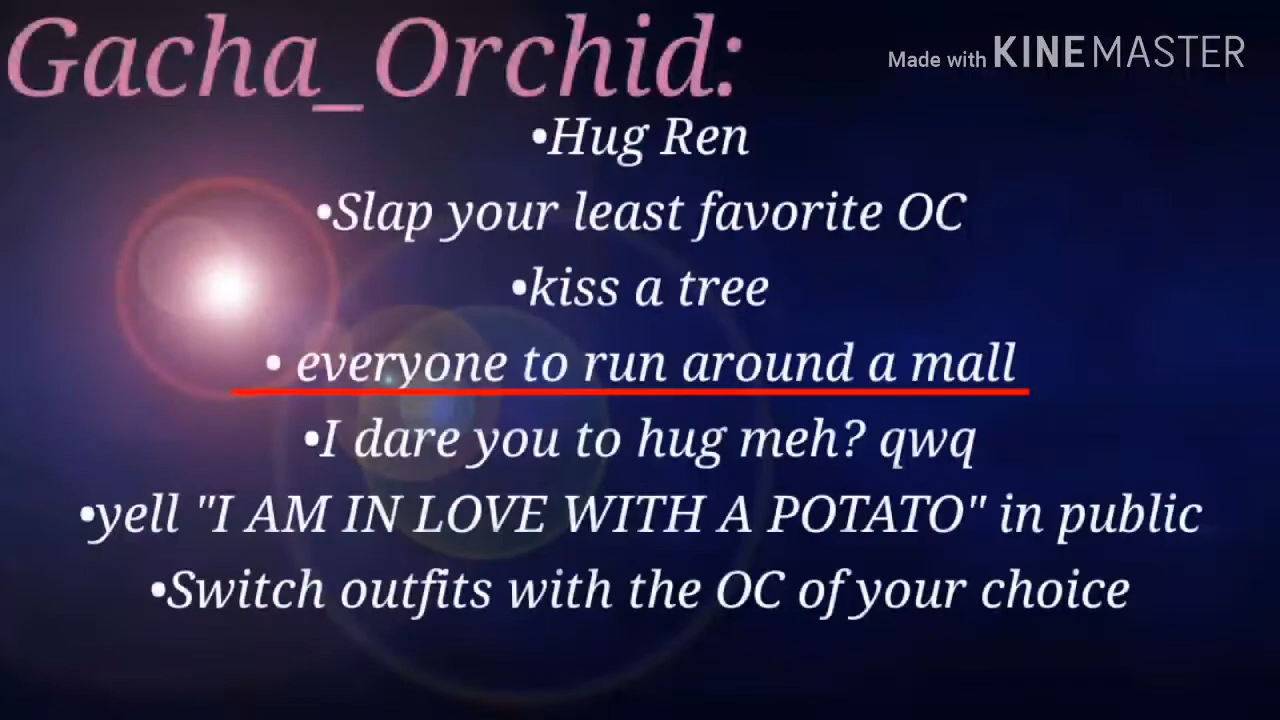 Gacha_Orchid:
Made with KINEMASTER
•Hug Ren
•Slap your least favorite OC
•kiss a tree
• everyone to run around a mall
•I dare you to hug meh? qwq
•yell "I AM IN LOVE WITH A POTATO" in public
•Switch outfits with the OC of your choice